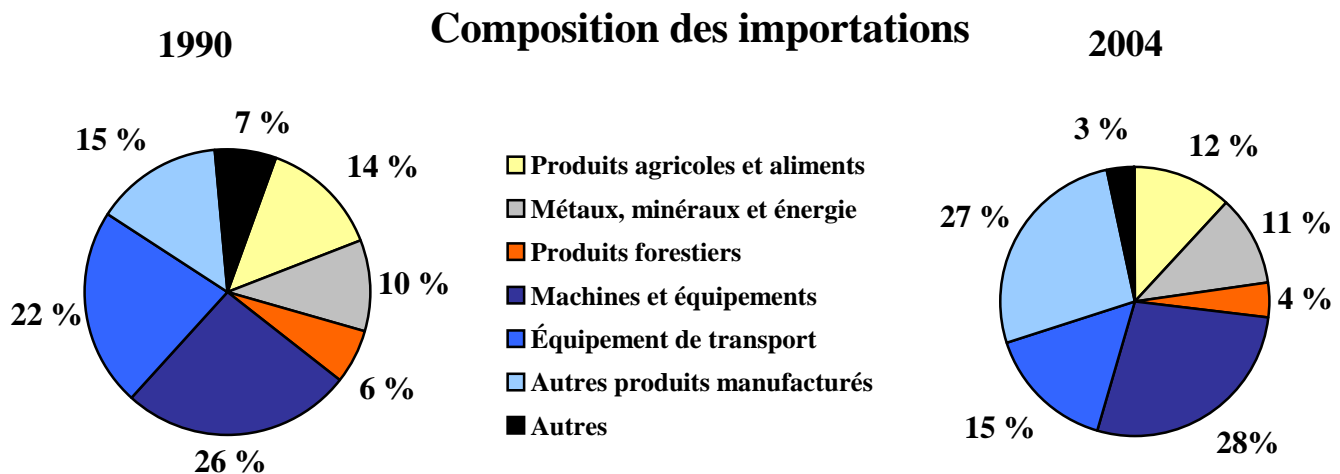 Composition des importations
1990
2004
7 %
14 %
10 %
6 %
26 %
22 %
15 %
Produits agricoles et aliments
Métaux, minéraux et énergie
Produits forestiers
Machines et équipements
Équipement de transport
Autres produits manufacturés
Autres
3 %
12 %
11 %
4 %
28%
15 %
27 %